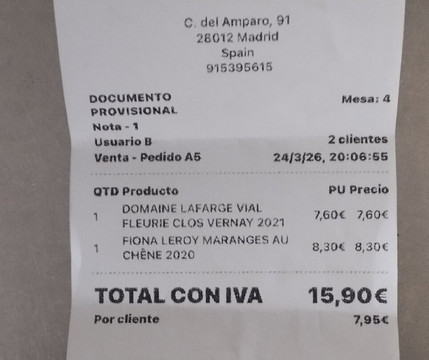 C. del Amparo, 91
28012 Madrid
Spain
915395615
DOCUMENTO PROVISIONAL Mesa: 4
Nota - 1
Usuario B 2 clientes
Venta - Pedido A5 24/3/26, 20:06:55
QTD Producto PU Precio
1 DOMAINE LAFARGE VIAL 7,60€ 7,60€
FLEURIE CLOS VERNAY 2021
1 FIONA LEROY MARANGES AU 8,30€ 8,30€
CHÊNE 2020
TOTAL CON IVA 15,90€
Por cliente 7,95€